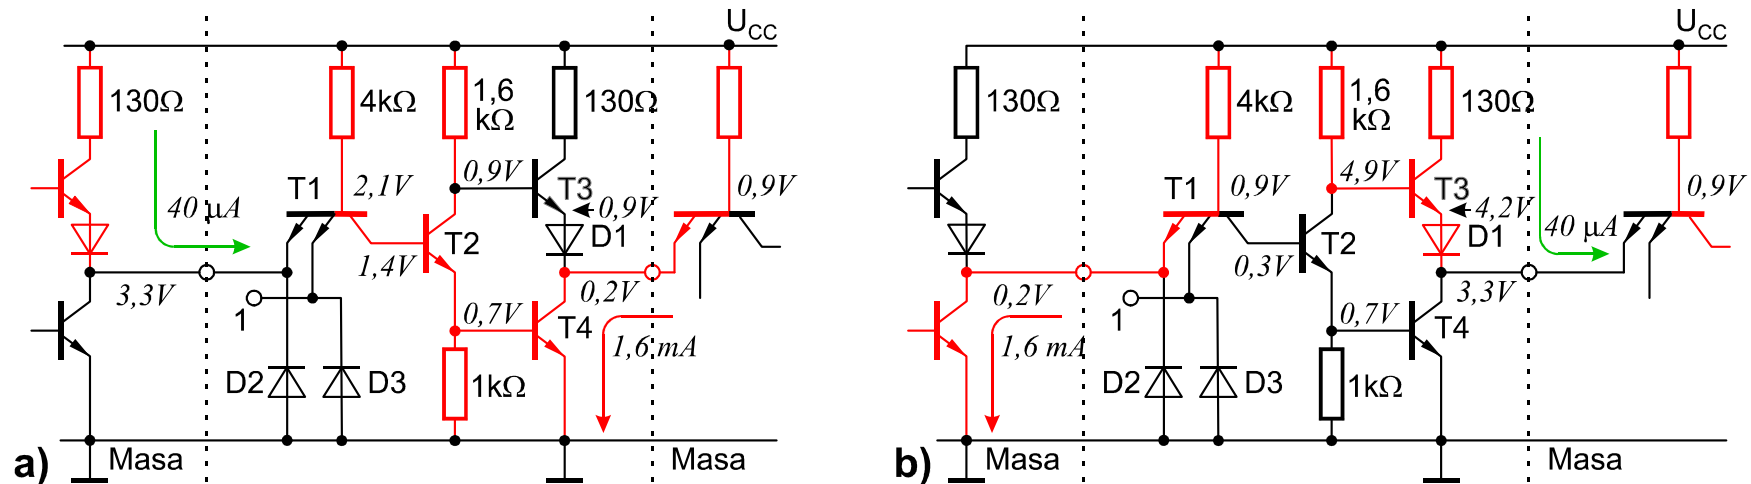 U_CC
130Ω
4kΩ
1,6
kΩ
130Ω
T1
2,1V
0,9V
T3
0,9V
40 µA
0,9V
D1
T2
1,4V
3,3V
0,2V
1
0,7V
T4
1,6 mA
D2
D3
1kΩ
a)
Masa
Masa
U_CC
130Ω
4kΩ
1,6
kΩ
130Ω
T1
0,9V
4,9V
T3
0,9V
4,2V
40 µA
D1
T2
0,3V
0,2V
3,3V
1
0,7V
T4
1,6 mA
D2
D3
1kΩ
b)
Masa
Masa